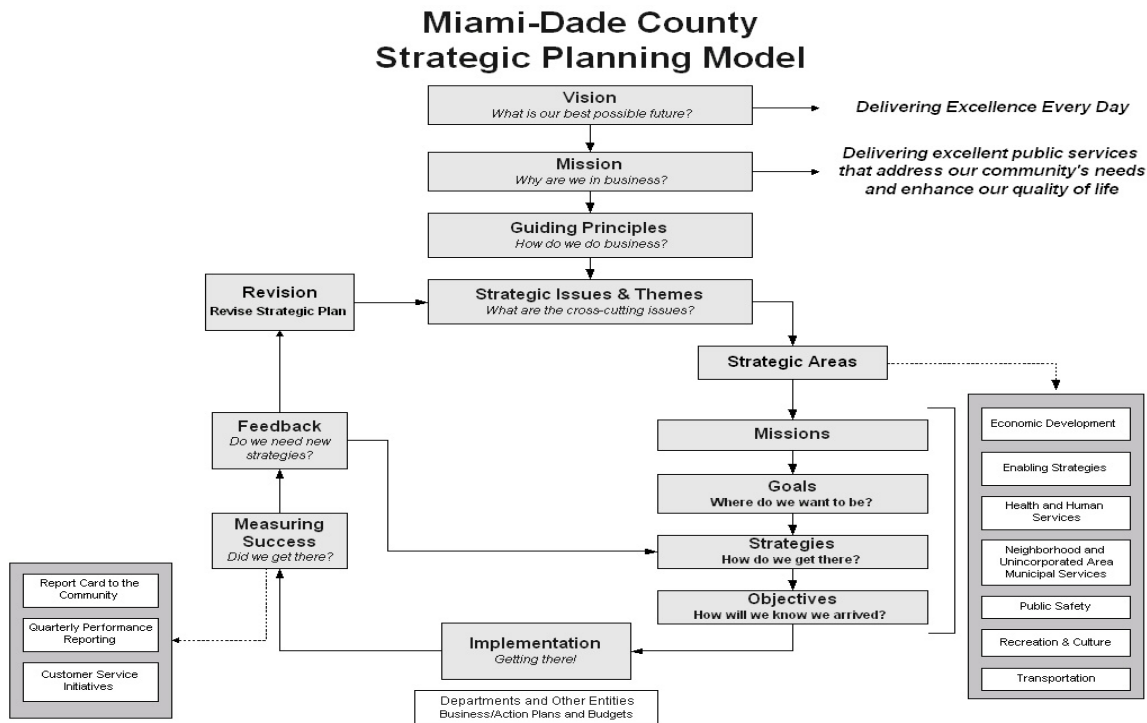 Miami-Dade County
Strategic Planning Model
Vision
What is our best possible future?
Delivering Excellence Every Day
Mission
Why are we in business?
Delivering excellent public services
that address our community's needs
and enhance our quality of life
Guiding Principles
How do we do business?
Revision
Revise Strategic Plan
Strategic Issues & Themes
What are the cross-cutting issues?
Strategic Areas
Feedback
Do we need new
strategies?
Missions
Goals
Where do we want to be?
Measuring
Success
Did we get there?
Strategies
How do we get there?
Objectives
How will we know we arrived?
Implementation
Getting there!
Departments and Other Entities
Business/Action Plans and Budgets
Report Card to the
Community
Quarterly Performance
Reporting
Customer Service
Initiatives
Economic Development
Enabling Strategies
Health and Human
Services
Neighborhood and
Unincorporated Area
Municipal Services
Public Safety
Recreation & Culture
Transportation